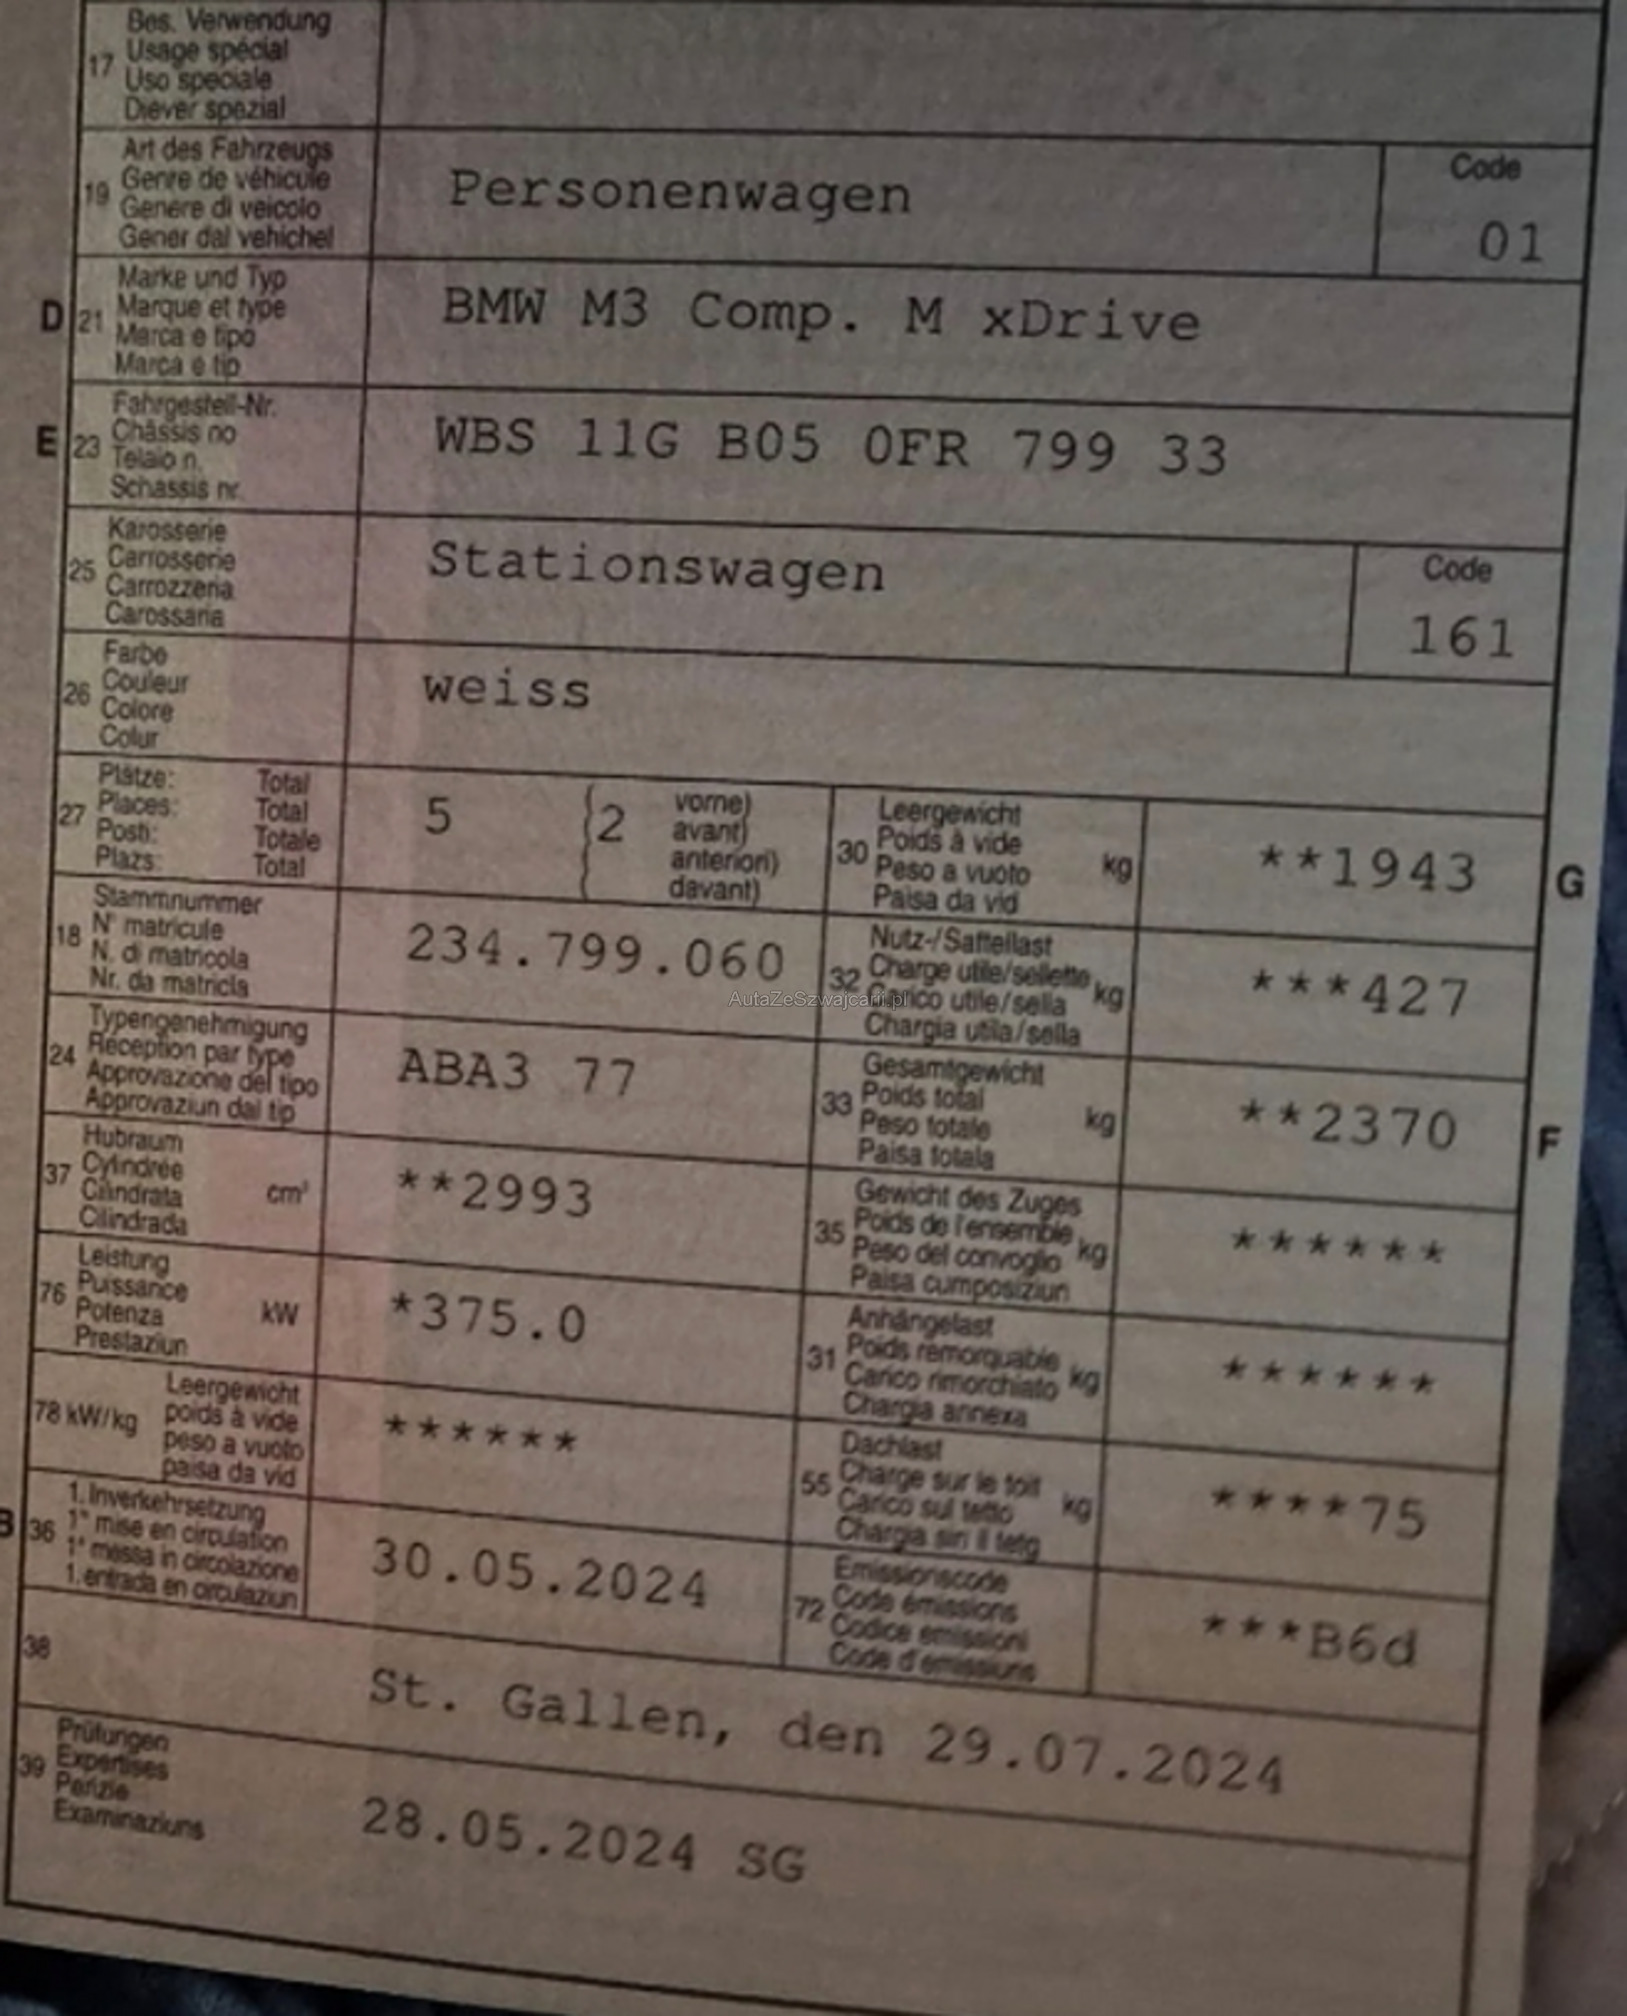 Bes. Verwendung
17 Usage spécial
Uso speciale
Diever spezial
Art des Fahrzeugs
19 Genre de véhicule
Genere di veicolo
Gener dal vehichel
Personenwagen
Code
01
D 21 Marke und Typ
Marque et type
Marca e tipo
Marca e tip
BMW M3 Comp. M xDrive
E 23 Fahrgestell-Nr.
Châssis no
Telaio n.
Schassis nr.
WBS 11G B05 0FR 799 33
25 Karosserie
Carrosserie
Carrozzeria
Carossaria
Stationswagen
Code
161
26 Farbe
Couleur
Colore
Colur
weiss
27 Plätze: Total
Places: Total
Posti: Totale
Plazs: Total
5 2 vorne)
avant)
anteriori)
davant)
30 Leergewicht
Poids à vide kg
Peso a vuoto
Paisa da vid
**1943 G
18 Stammnummer
N° matricule
N. di matricola
Nr. da matricla
234.799.060
32 Nutz-/Sattellast
Charge utile/sellette kg
Carico utile/sella
Chargia utila/sella
***427
AutaZeSzwajcarii.pl
24 Typengenehmigung
Réception par type
Approvazione del tipo
Approvaziun dal tip
ABA3 77
33 Gesamtgewicht
Poids total kg
Peso totale
Paisa totala
**2370 F
37 Hubraum
Cylindrée cm³
Cilindrata
Cilindrada
**2993
35 Gewicht des Zuges
Poids de l'ensemble kg
Peso del convoglio
Paisa cumposiziun
******
76 Leistung
Puissance kW
Potenza
Prestaziun
*375.0
31 Anhängelast
Poids remorquable kg
Carico rimorchiato
Chargia annexa
******
78 kW/kg Leergewicht
poids à vide
peso a vuoto
paisa da vid
******
55 Dachlast
Charge sur le toit kg
Carico sul tetto
Chargia sin il tetg
****75
B 36 1. Inverkehrsetzung
1re mise en circulation
1a messa in circolazione
1. entrada en circulaziun
30.05.2024
72 Emissionscode
Code émissions
Codice emissioni
Code d'emissiuns
***B6d
38
St. Gallen, den 29.07.2024
39 Prüfungen
Expertises
Perizie
Examinaziuns
28.05.2024 SG